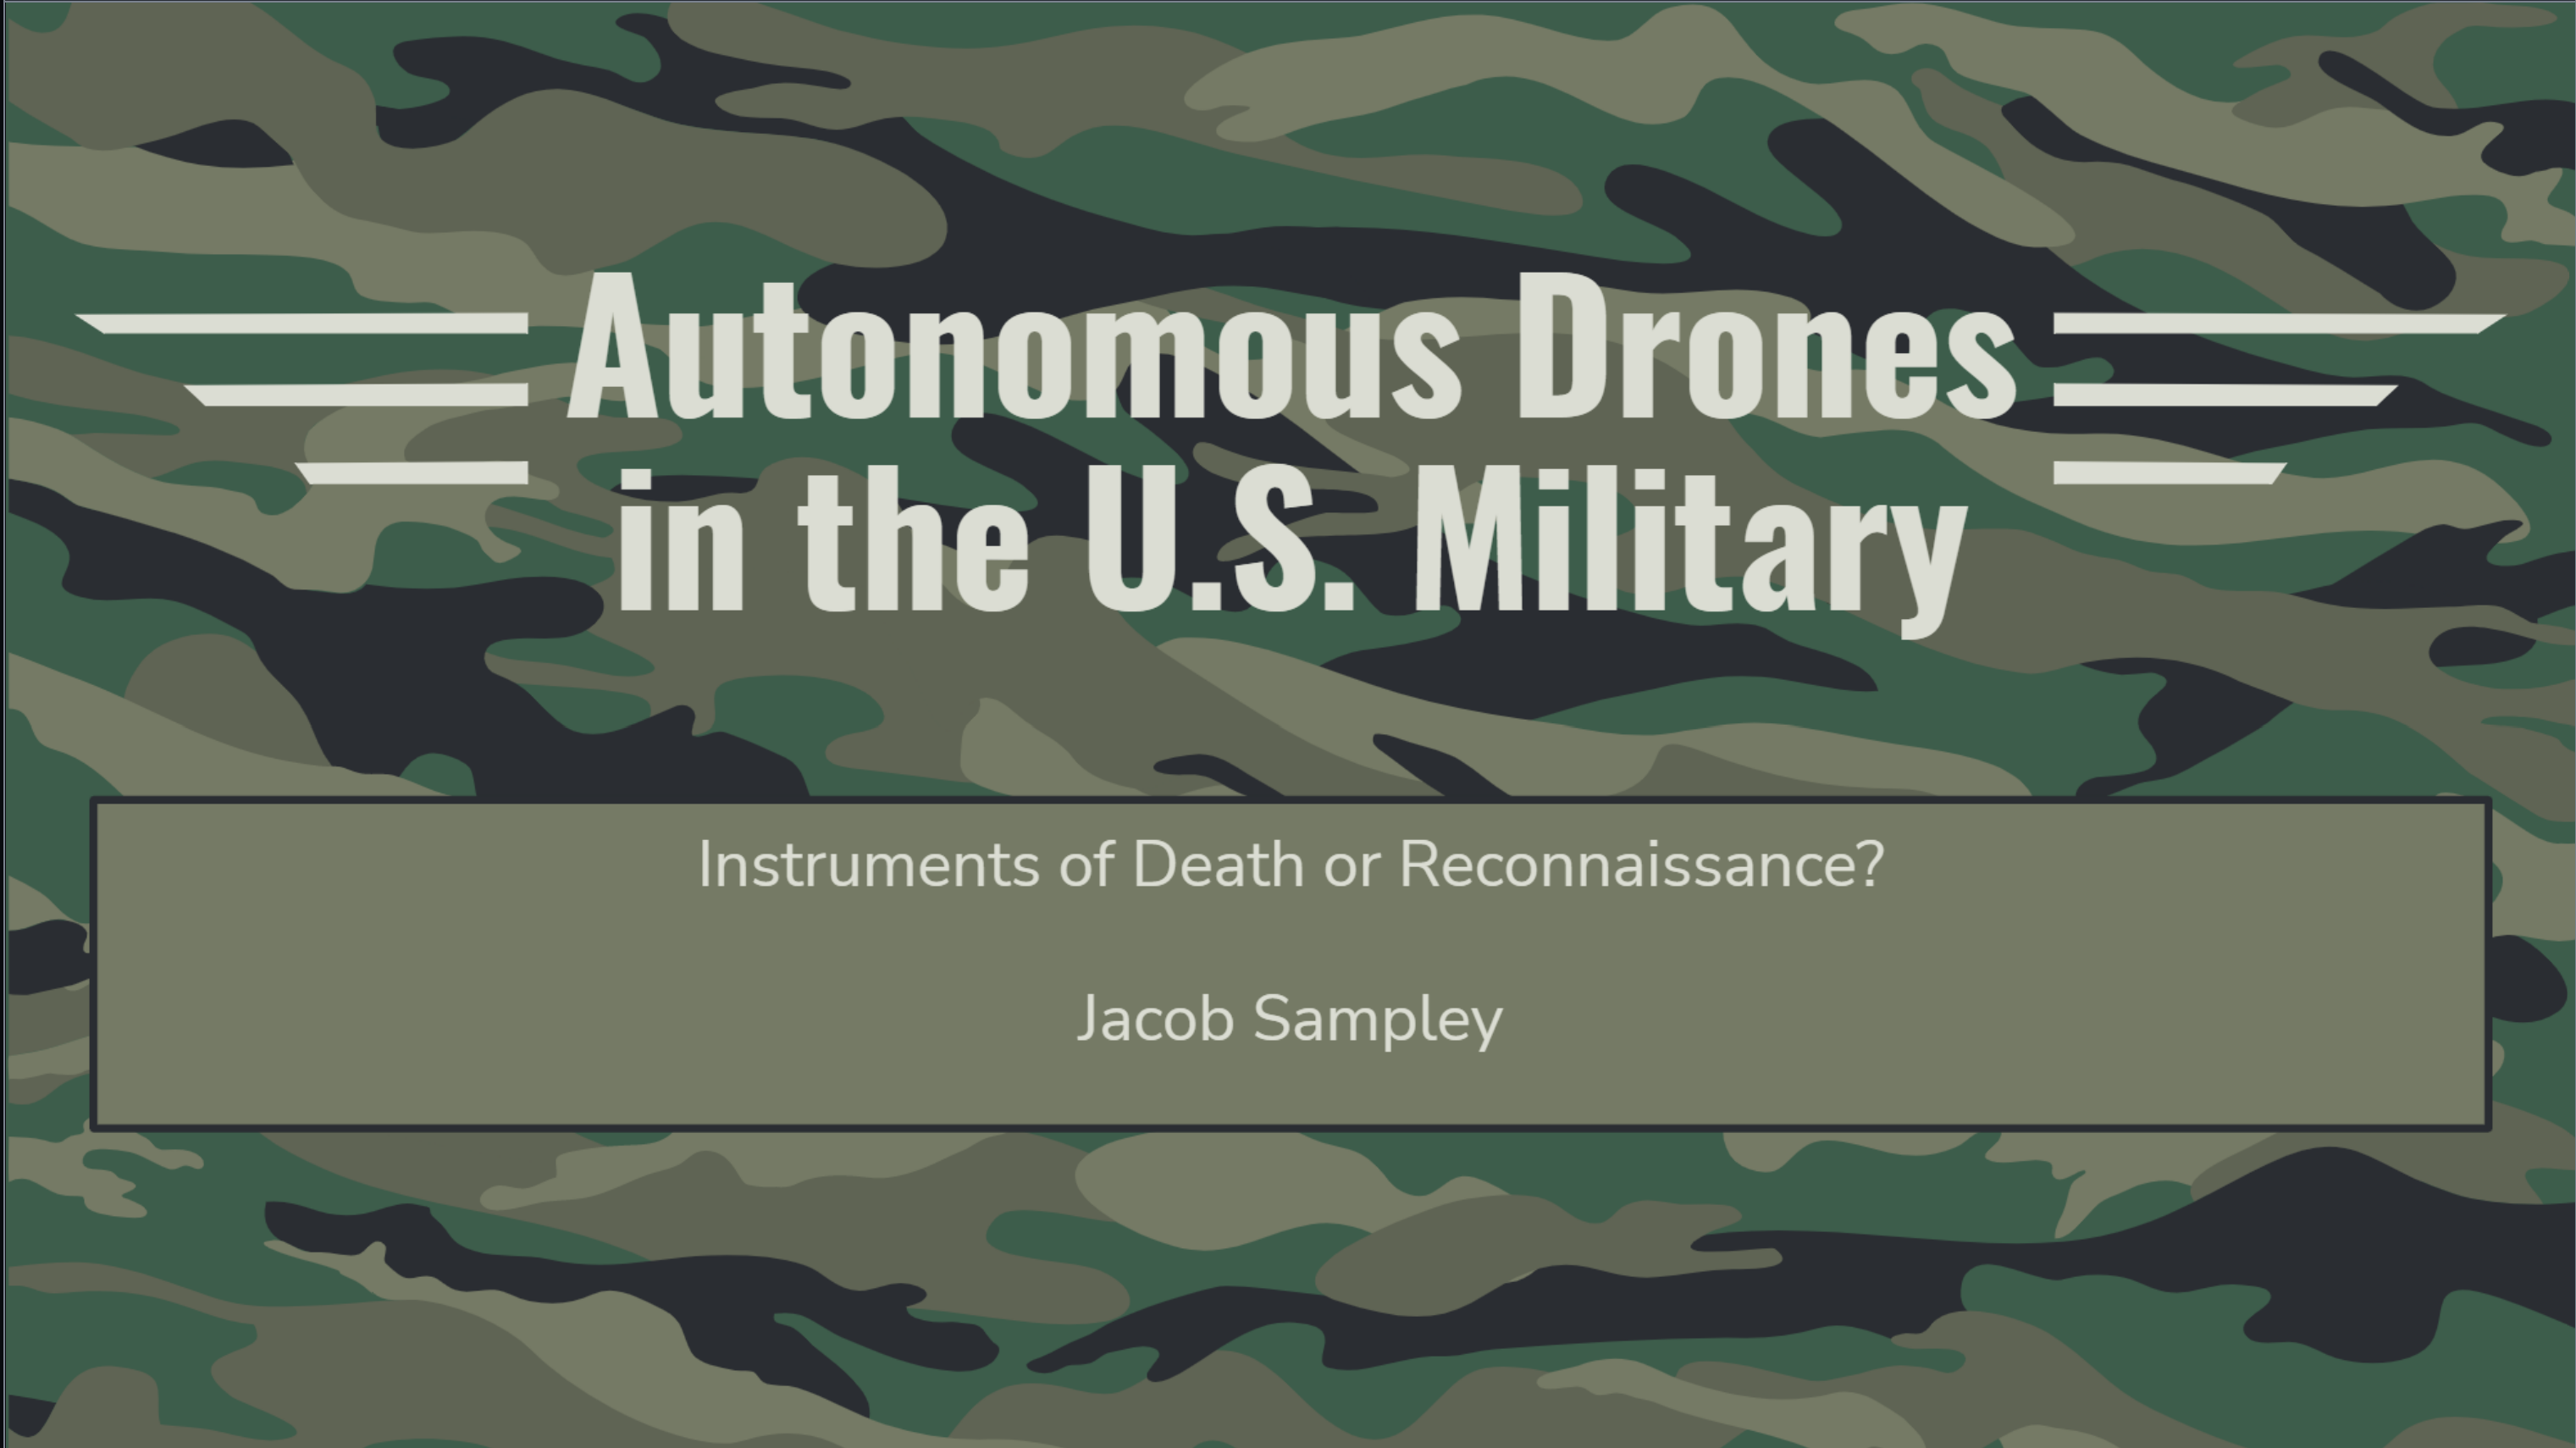 Autonomous Drones
in the U.S. Military
Instruments of Death or Reconnaissance?
Jacob Sampley